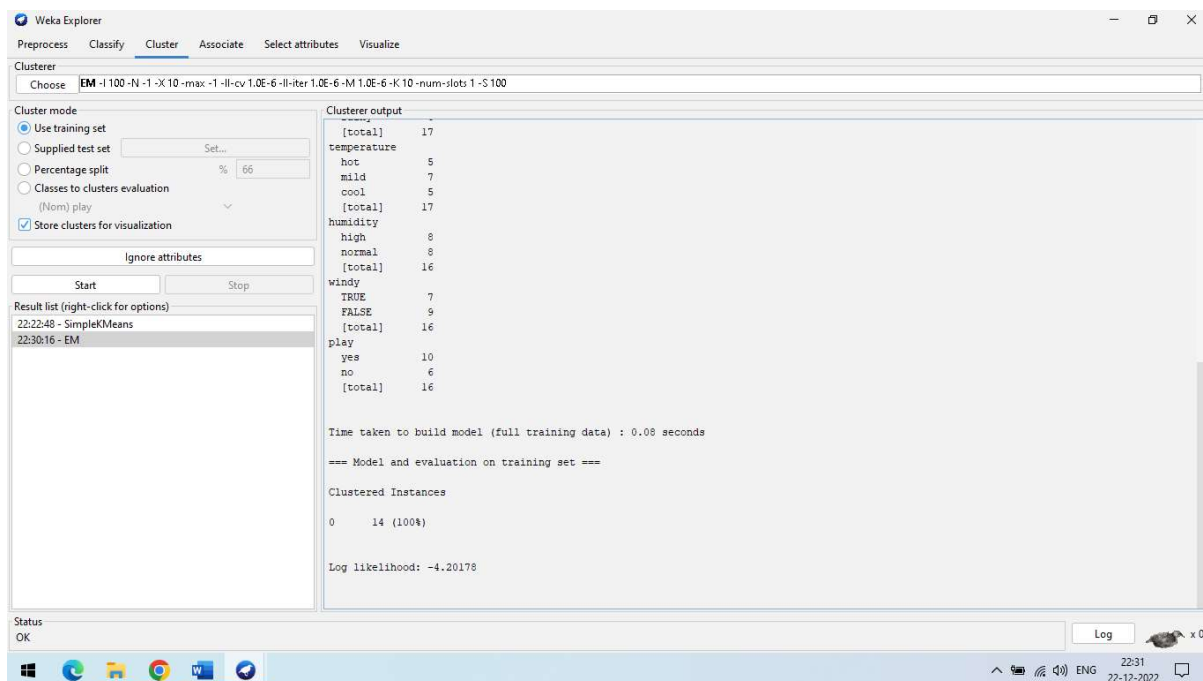 Weka Explorer
Preprocess Classify Cluster Associate Select attributes Visualize
Clusterer
Choose EM -I 100 -N -1 -X 10 -max -1 -ll-cv 1.0E-6 -ll-iter 1.0E-6 -M 1.0E-6 -K 10 -num-slots 1 -S 100
Cluster mode
Use training set
Supplied test set Set...
Percentage split % 66
Classes to clusters evaluation
(Nom) play
Store clusters for visualization
Ignore attributes
Start Stop
Result list (right-click for options)
22:22:48 - SimpleKMeans
22:30:16 - EM
Clusterer output
[total] 17
temperature
hot 5
mild 7
cool 5
[total] 17
humidity
high 8
normal 8
[total] 16
windy
TRUE 7
FALSE 9
[total] 16
play
yes 10
no 6
[total] 16
Time taken to build model (full training data) : 0.08 seconds
=== Model and evaluation on training set ===
Clustered Instances
0 14 (100%)
Log likelihood: -4.20178
Status
OK
Log x 0
ENG 22:31
22-12-2022